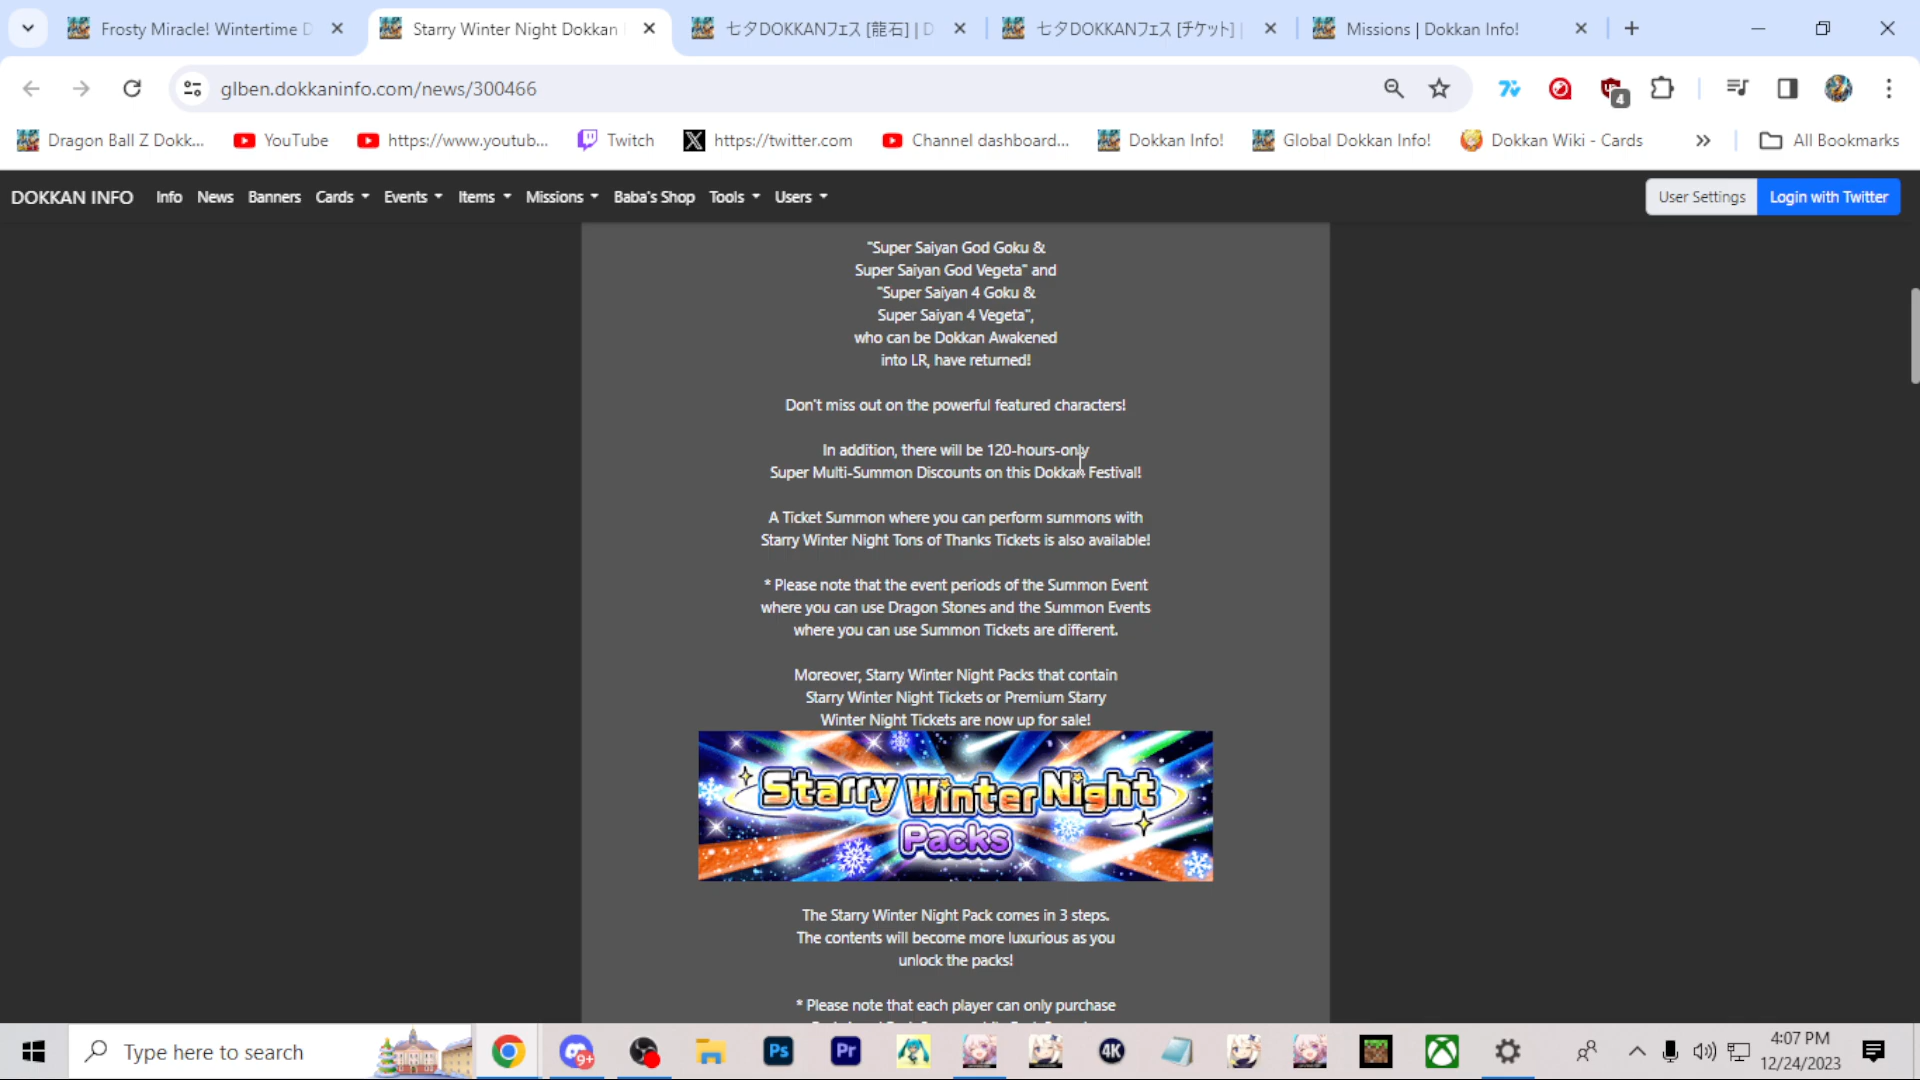 Frosty Miracle! Wintertime D
Starry Winter Night Dokkan
七夕DOKKANフェス [龍石] | D
七夕DOKKANフェス [チケット] |
Missions | Dokkan Info!
glben.dokkaninfo.com/news/300466
4
Dragon Ball Z Dokk...
YouTube
https://www.youtub...
Twitch
https://twitter.com
Channel dashboard...
Dokkan Info!
Global Dokkan Info!
Dokkan Wiki - Cards
All Bookmarks
DOKKAN INFO
Info
News
Banners
Cards
Events
Items
Missions
Baba's Shop
Tools
Users
User Settings
Login with Twitter
"Super Saiyan God Goku &
Super Saiyan God Vegeta" and
"Super Saiyan 4 Goku &
Super Saiyan 4 Vegeta",
who can be Dokkan Awakened
into LR, have returned!
Don't miss out on the powerful featured characters!
In addition, there will be 120-hours-only
Super Multi-Summon Discounts on this Dokkan Festival!
A Ticket Summon where you can perform summons with
Starry Winter Night Tons of Thanks Tickets is also available!
* Please note that the event periods of the Summon Event
where you can use Dragon Stones and the Summon Events
where you can use Summon Tickets are different.
Moreover, Starry Winter Night Packs that contain
Starry Winter Night Tickets or Premium Starry
Winter Night Tickets are now up for sale!
Starry Winter Night
Packs
The Starry Winter Night Pack comes in 3 steps.
The contents will become more luxurious as you
unlock the packs!
* Please note that each player can only purchase
Type here to search
9+
Ps
Pr
4K
4:07 PM
12/24/2023